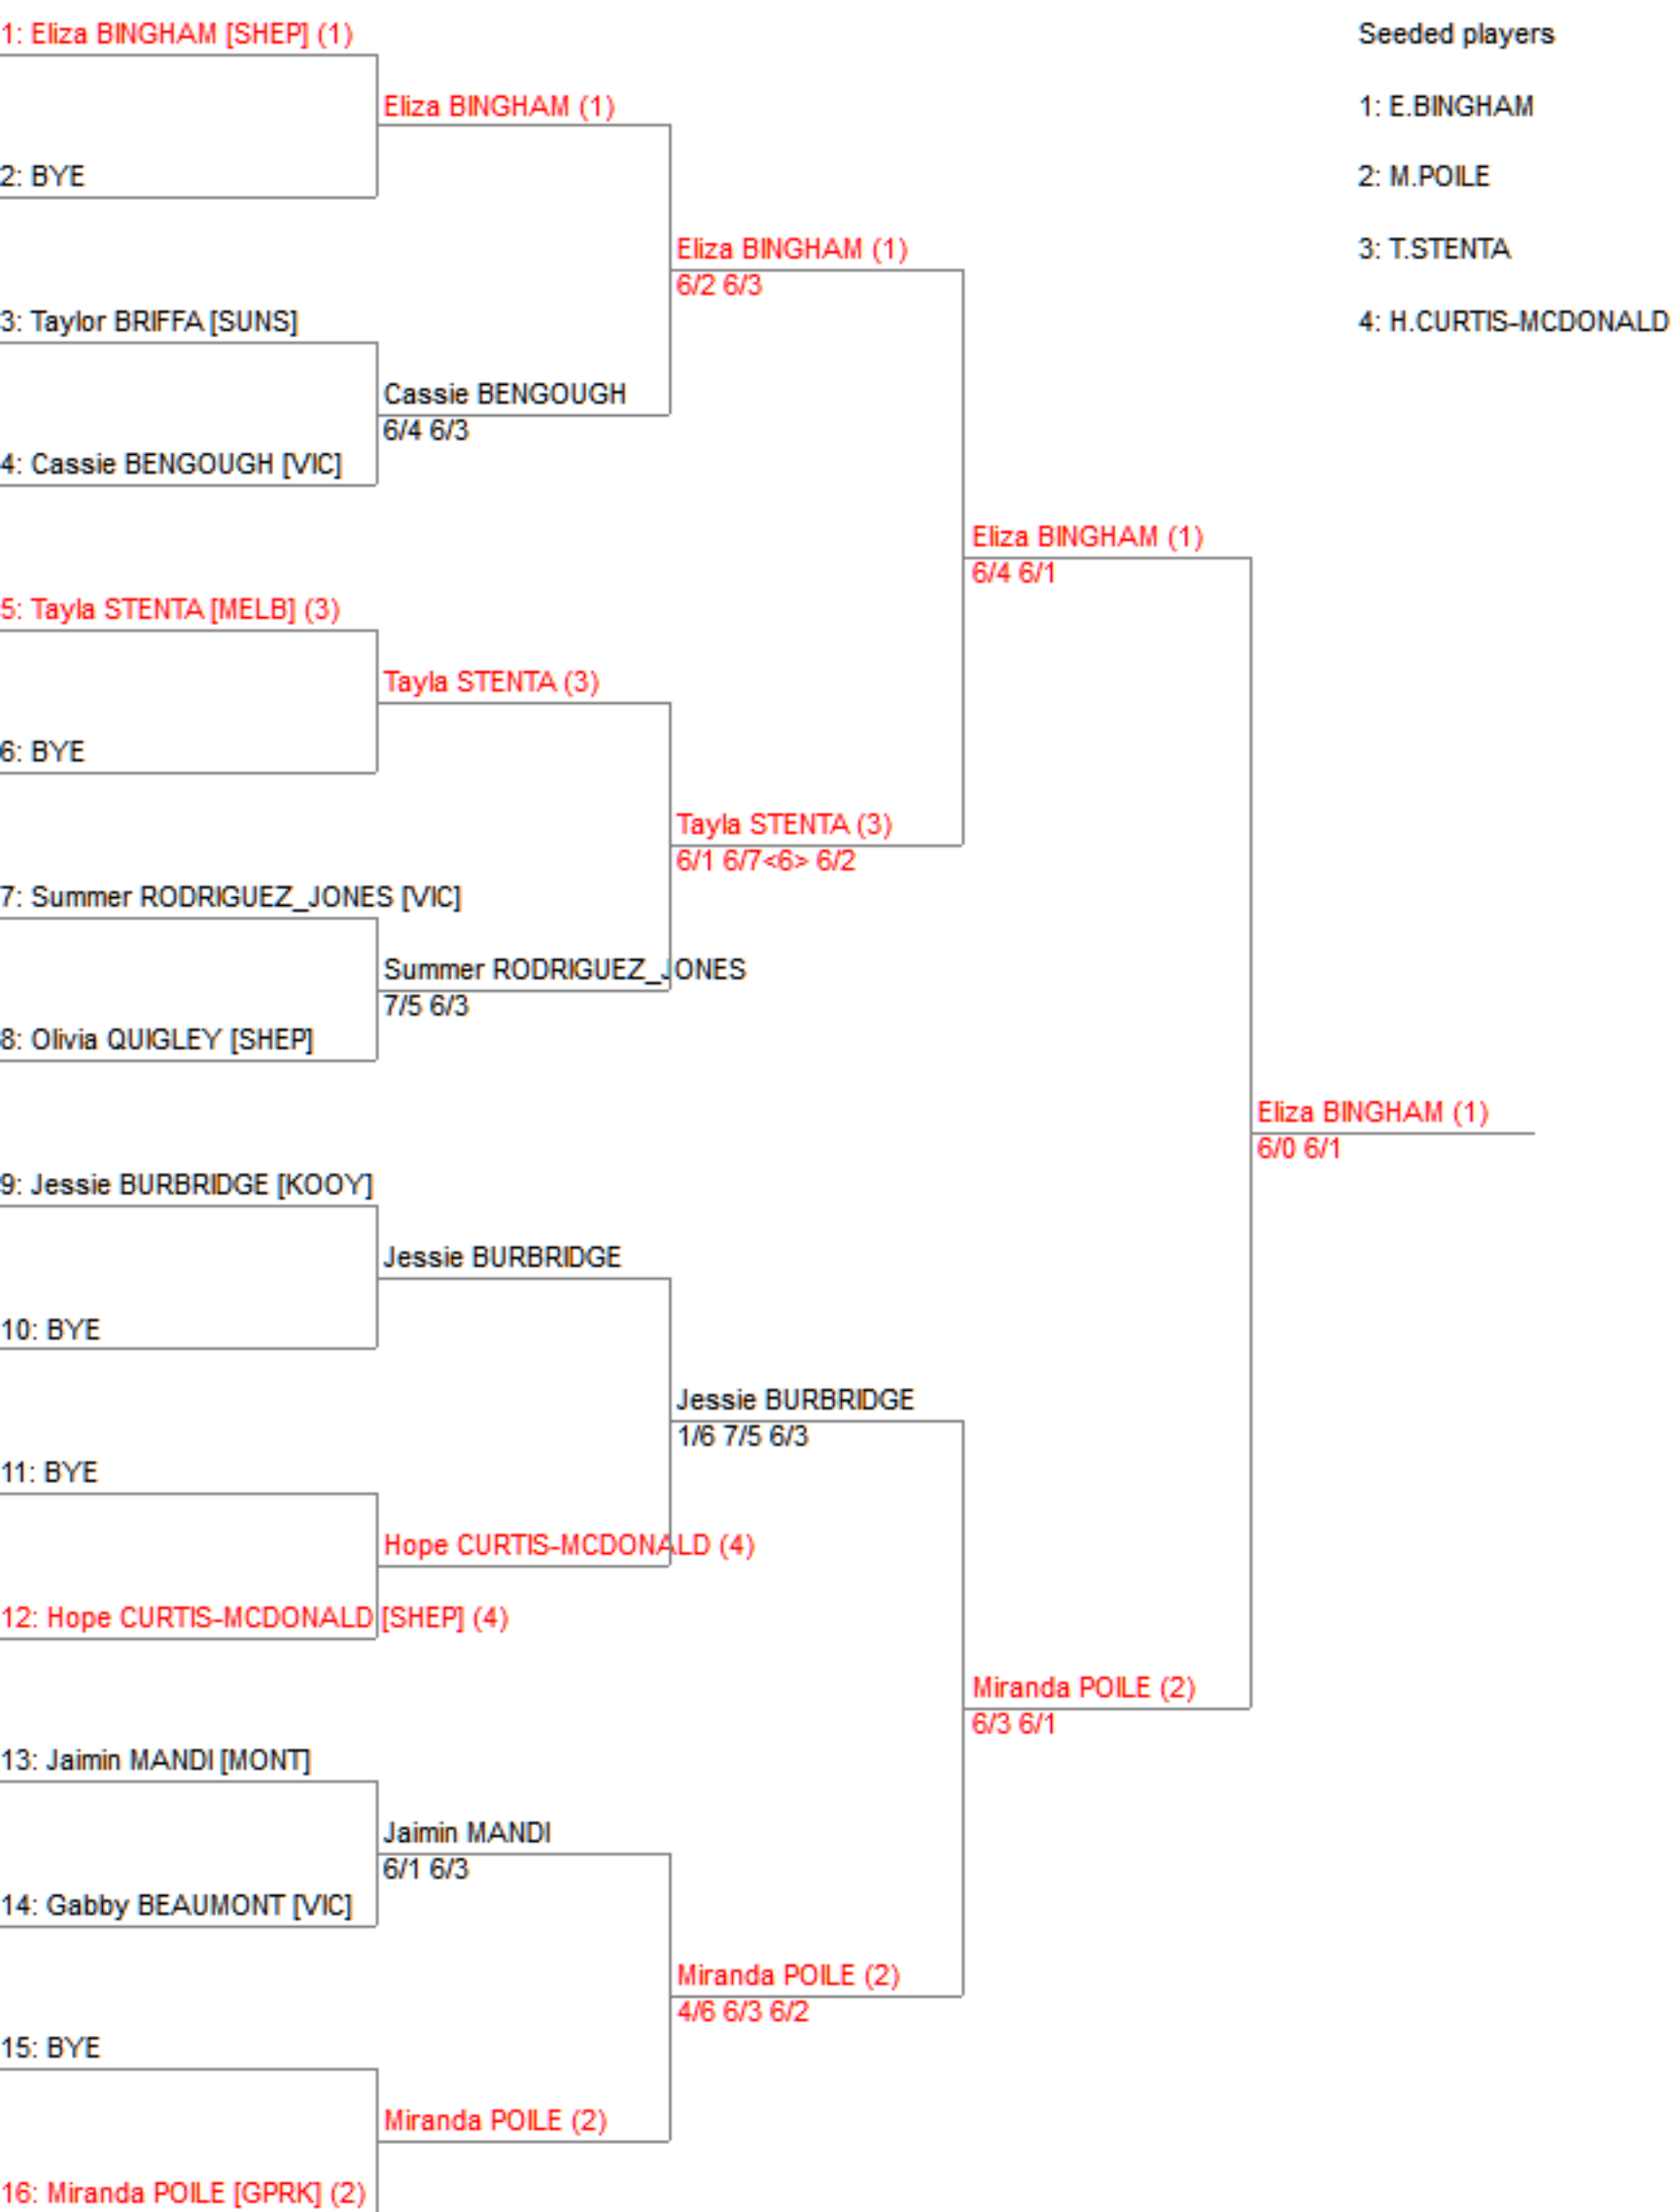 1: Eliza BINGHAM [SHEP] (1)
Seeded players
Eliza BINGHAM (1)
1: E.BINGHAM
2: BYE
2: M.POILE
Eliza BINGHAM (1)
6/2 6/3
3: T.STENTA
3: Taylor BRIFFA [SUNS]
4: H.CURTIS-MCDONALD
Cassie BENGOUGH
6/4 6/3
4: Cassie BENGOUGH [VIC]
Eliza BINGHAM (1)
6/4 6/1
5: Tayla STENTA [MELB] (3)
Tayla STENTA (3)
6: BYE
Tayla STENTA (3)
6/1 6/7<6> 6/2
7: Summer RODRIGUEZ_JONES [VIC]
Summer RODRIGUEZ_JONES
7/5 6/3
8: Olivia QUIGLEY [SHEP]
Eliza BINGHAM (1)
6/0 6/1
9: Jessie BURBRIDGE [KOOY]
Jessie BURBRIDGE
10: BYE
Jessie BURBRIDGE
1/6 7/5 6/3
11: BYE
Hope CURTIS-MCDONALD (4)
12: Hope CURTIS-MCDONALD [SHEP] (4)
Miranda POILE (2)
6/3 6/1
13: Jaimin MANDI [MONT]
Jaimin MANDI
6/1 6/3
14: Gabby BEAUMONT [VIC]
Miranda POILE (2)
4/6 6/3 6/2
15: BYE
Miranda POILE (2)
16: Miranda POILE [GPRK] (2)